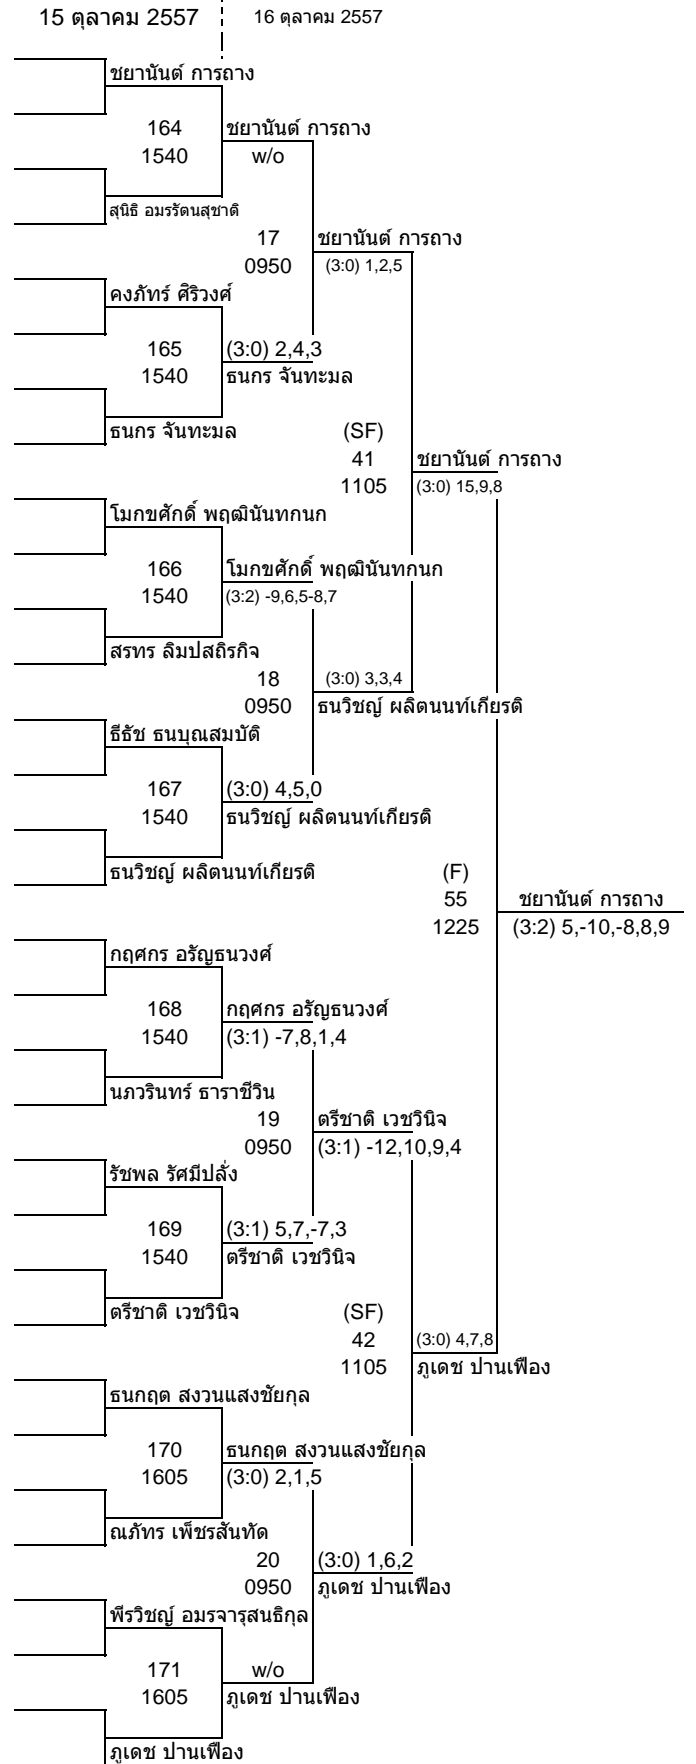 15 ตุลาคม 2557 16 ตุลาคม 2557
ชยานันต์ การถาง
164 ชยานันต์ การถาง
1540 w/o
สุนิธิ อมรรัตนสุชาติ
17 ชยานันต์ การถาง
0950 (3:0) 1,2,5
คงภัทร์ ศิริวงศ์
165 (3:0) 2,4,3
1540 ธนกร จันทะมล
ธนกร จันทะมล (SF)
41 ชยานันต์ การถาง
1105 (3:0) 15,9,8
โมกขศักดิ์ พฤฒินันทกนก
166 โมกขศักดิ์ พฤฒินันทกนก
1540 (3:2) -9,6,5-8,7
สรทร ลิมปสถิรกิจ
18 (3:0) 3,3,4
0950 ธนวิชญ์ ผลิตนนท์เกียรติ
ธีธัช ธนบุณสมบัติ
167 (3:0) 4,5,0
1540 ธนวิชญ์ ผลิตนนท์เกียรติ
ธนวิชญ์ ผลิตนนท์เกียรติ (F)
55 ชยานันต์ การถาง
1225 (3:2) 5,-10,-8,8,9
กฤศกร อรัญธนวงศ์
168 กฤศกร อรัญธนวงศ์
1540 (3:1) -7,8,1,4
นภวรินทร์ ธาราชีวิน
19 ตรีชาติ เวชวินิจ
0950 (3:1) -12,10,9,4
รัชพล รัศมีปลั่ง
169 (3:1) 5,7,-7,3
1540 ตรีชาติ เวชวินิจ
ตรีชาติ เวชวินิจ (SF)
42 (3:0) 4,7,8
1105 ภูเดช ปานเฟือง
ธนกฤต สงวนแสงชัยกุล
170 ธนกฤต สงวนแสงชัยกุล
1605 (3:0) 2,1,5
ณภัทร เพ็ชรสันทัด
20 (3:0) 1,6,2
0950 ภูเดช ปานเฟือง
พีรวิชญ์ อมรจารุสนธิกุล
171 w/o
1605 ภูเดช ปานเฟือง
ภูเดช ปานเฟือง